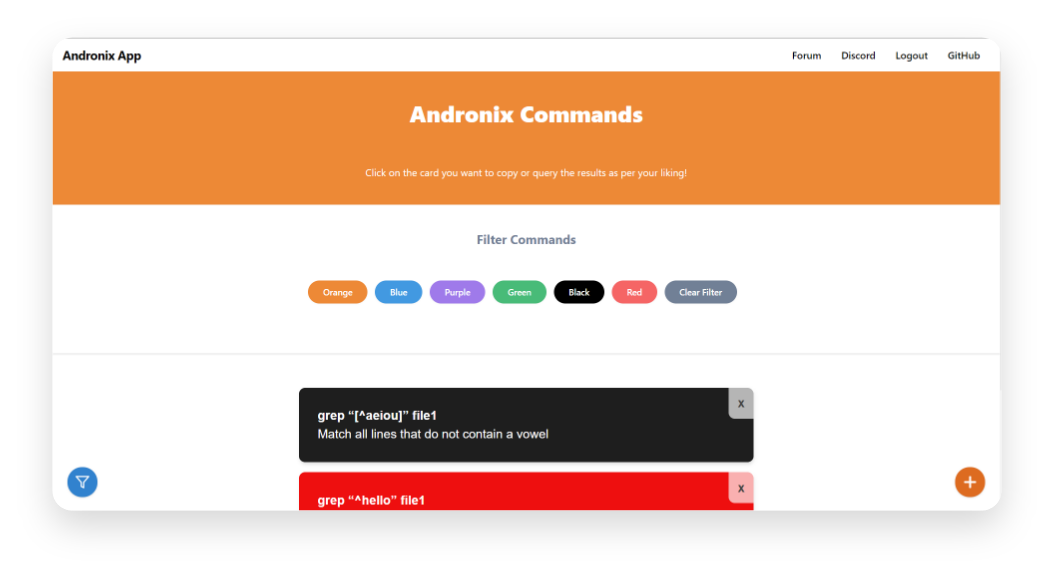 Andronix App
Forum Discord Logout GitHub
Andronix Commands
Click on the card you want to copy or query the results as per your liking!
Filter Commands
Orange Blue Purple Green Black Red Clear Filter
grep “[^aeiou]” file1
X
Match all lines that do not contain a vowel
grep “^hello” file1
X